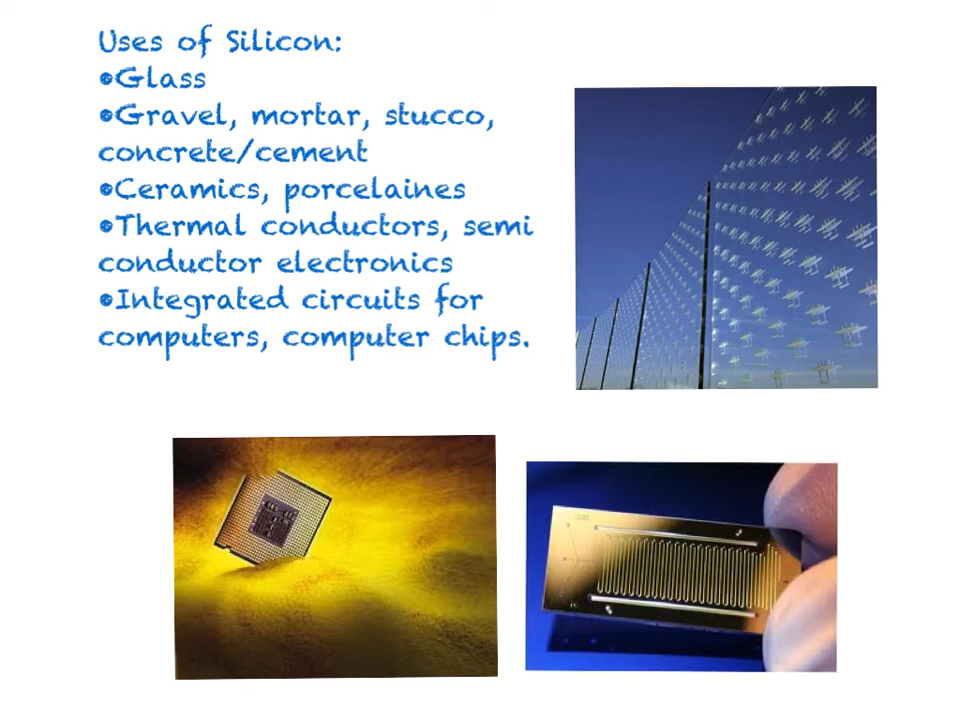 Uses of Silicon:
•Glass
•Gravel, mortar, stucco,
concrete/cement
•Ceramics, porcelaines
•Thermal conductors, semi
conductor electronics
•Integrated circuits for
computers, computer chips.